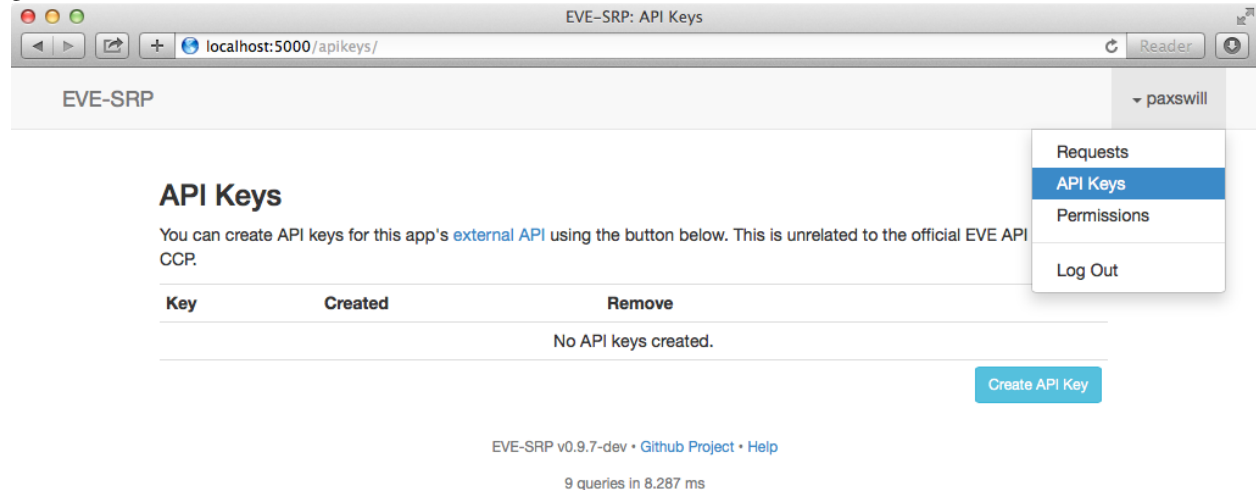 EVE-SRP: API Keys
localhost:5000/apikeys/
Reader
EVE-SRP
paxswill
Requests
API Keys
Permissions
Log Out
API Keys
You can create API keys for this app's external API using the button below. This is unrelated to the official EVE API
CCP.
Key Created Remove
No API keys created.
Create API Key
EVE-SRP v0.9.7-dev • Github Project • Help
9 queries in 8.287 ms